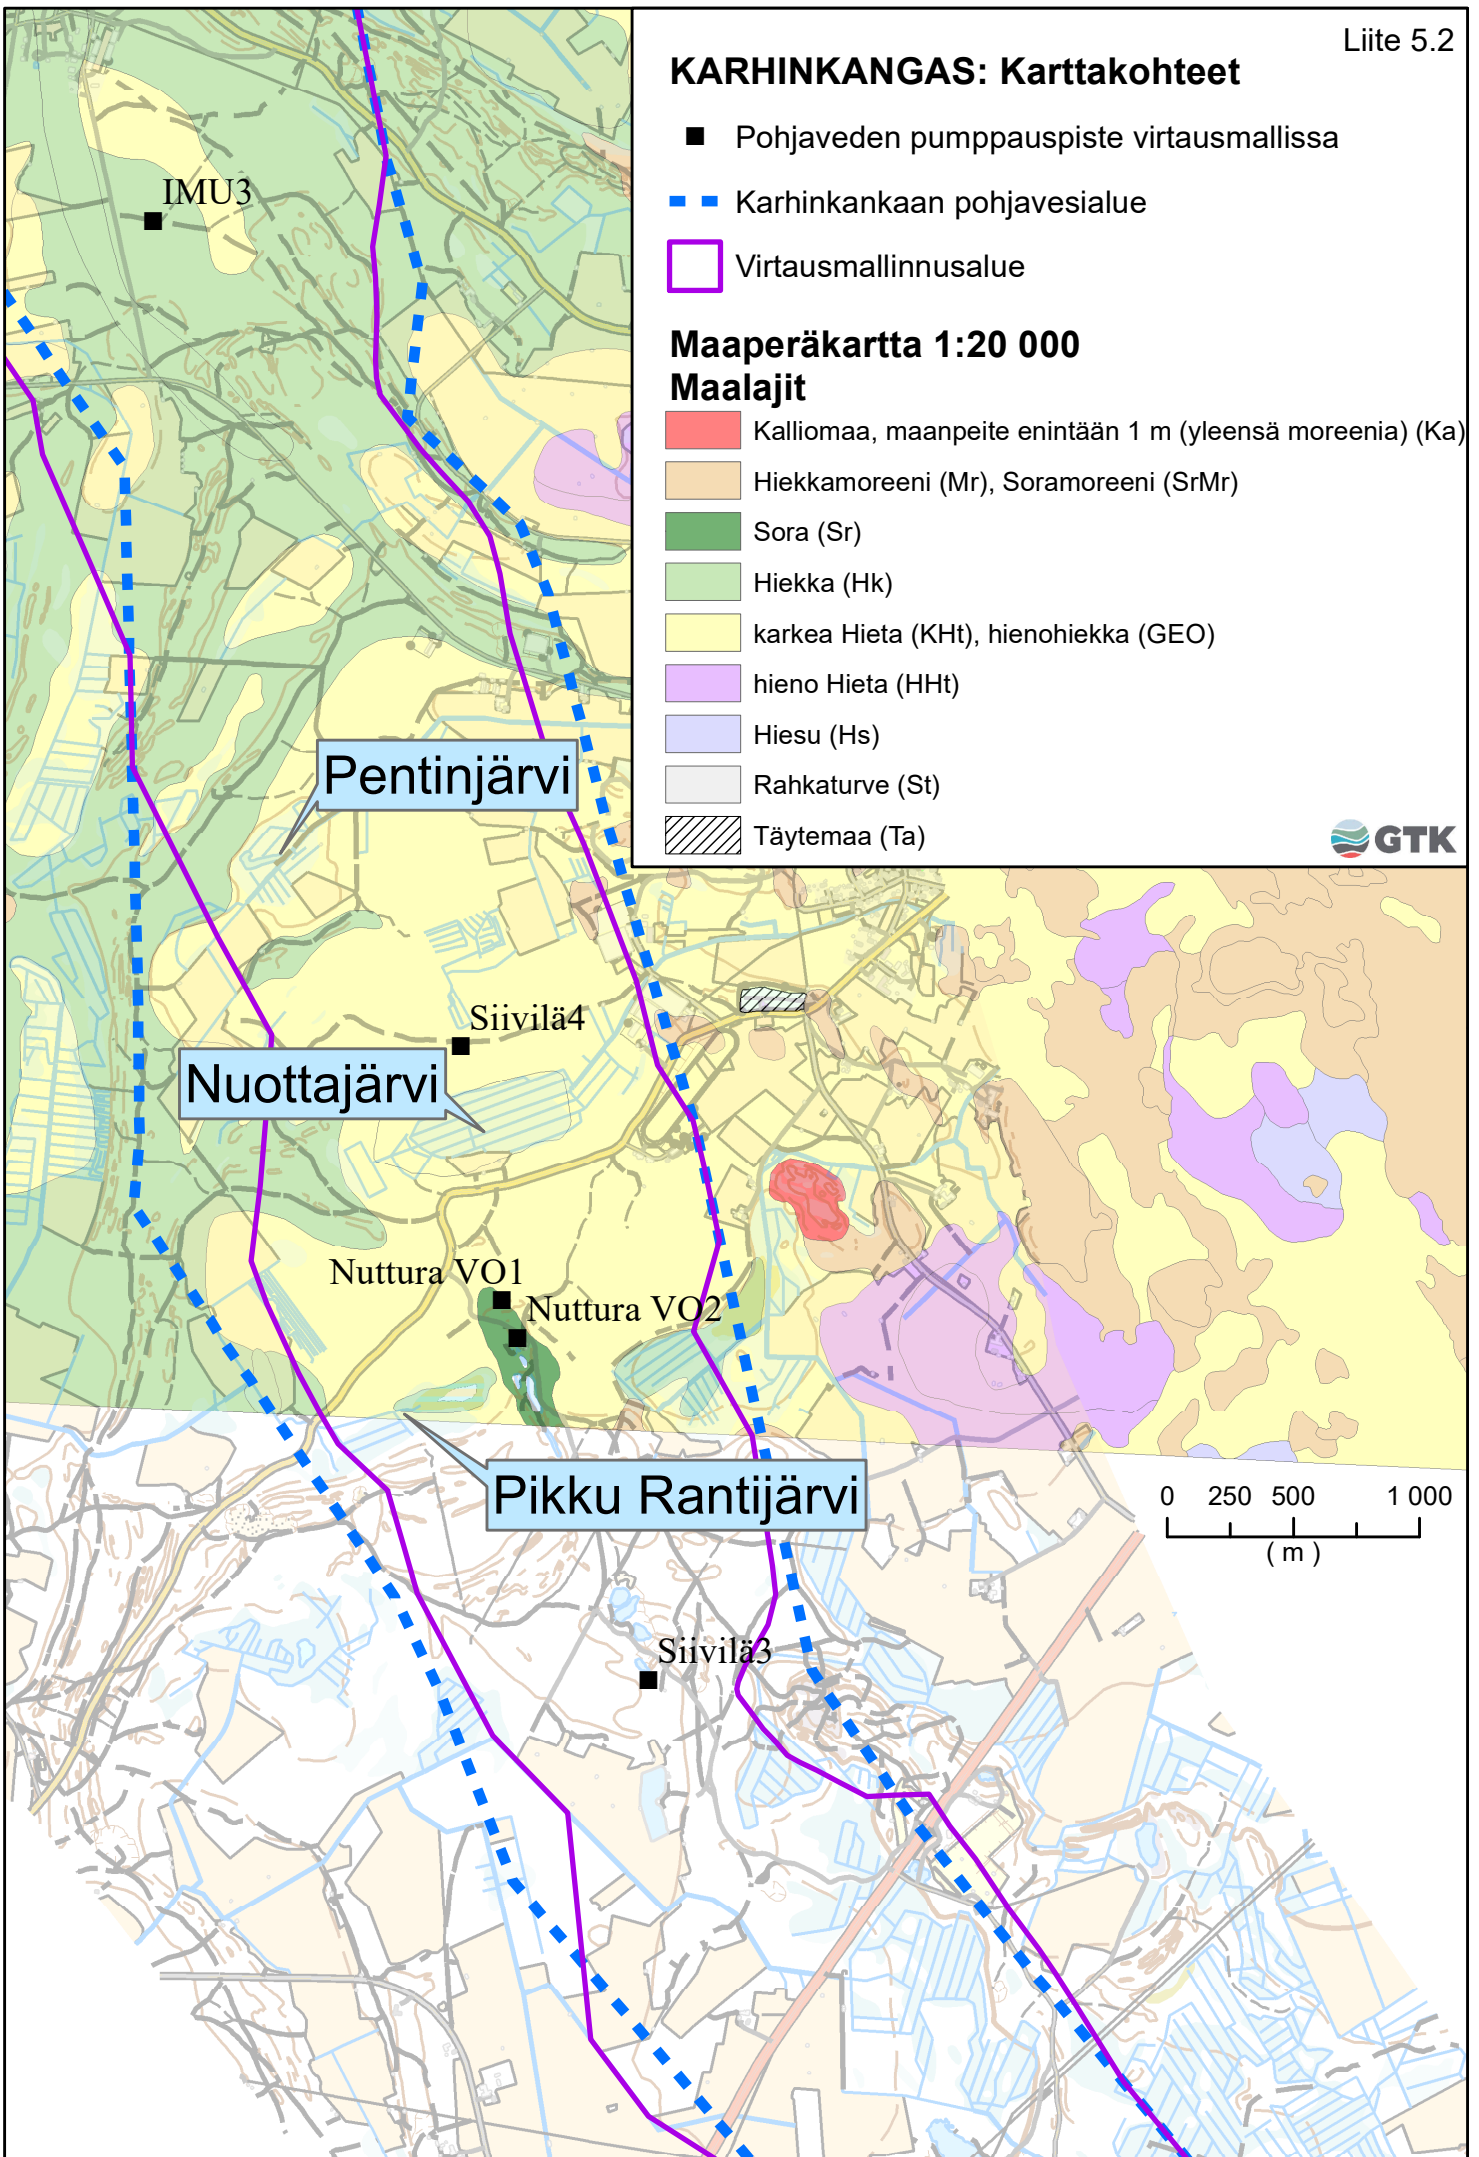 Liite 5.2
KARHINKANGAS: Karttakohteet
Pohjaveden pumppauspiste virtausmallissa
Karhinkankaan pohjavesialue
Virtausmallinnusalue
Maaperäkartta 1:20 000
Maalajit
Kalliomaa, maanpeite enintään 1 m (yleensä moreenia) (Ka)
Hiekkamoreeni (Mr), Soramoreeni (SrMr)
Sora (Sr)
Hiekka (Hk)
karkea Hieta (KHt), hienohiekka (GEO)
hieno Hieta (HHt)
Hiesu (Hs)
Rahkaturve (St)
Täytemaa (Ta)
GTK
IMU3
Pentinjärvi
Siivilä4
Nuottajärvi
Nuttura VO1
Nuttura VO2
Pikku Rantijärvi
0 250 500 1 000
( m )
Siivilä3